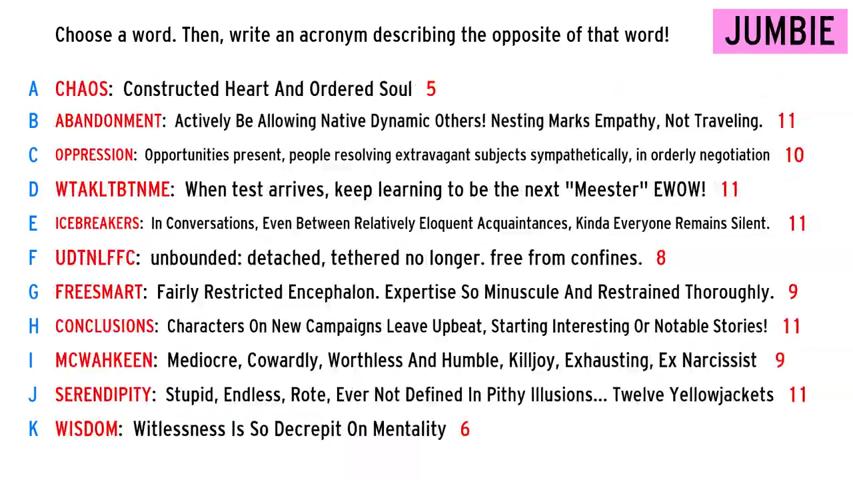 Choose a word. Then, write an acronym describing the opposite of that word!
JUMBIE
A CHAOS: Constructed Heart And Ordered Soul 5
B ABANDONMENT: Actively Be Allowing Native Dynamic Others! Nesting Marks Empathy, Not Traveling. 11
C OPPRESSION: Opportunities present, people resolving extravagant subjects sympathetically, in orderly negotiation 10
D WTAKLTBTNME: When test arrives, keep learning to be the next "Meester" EWOW! 11
E ICEBREAKERS: In Conversations, Even Between Relatively Eloquent Acquaintances, Kinda Everyone Remains Silent. 11
F UDTNLFFC: unbounded: detached, tethered no longer. free from confines. 8
G FREESMART: Fairly Restricted Encephalon. Expertise So Minuscule And Restrained Thoroughly. 9
H CONCLUSIONS: Characters On New Campaigns Leave Upbeat, Starting Interesting Or Notable Stories! 11
I MCWAHKEEN: Mediocre, Cowardly, Worthless And Humble, Killjoy, Exhausting, Ex Narcissist 9
J SERENDIPITY: Stupid, Endless, Rote, Ever Not Defined In Pithy Illusions... Twelve Yellowjackets 11
K WISDOM: Witlessness Is So Decrepit On Mentality 6